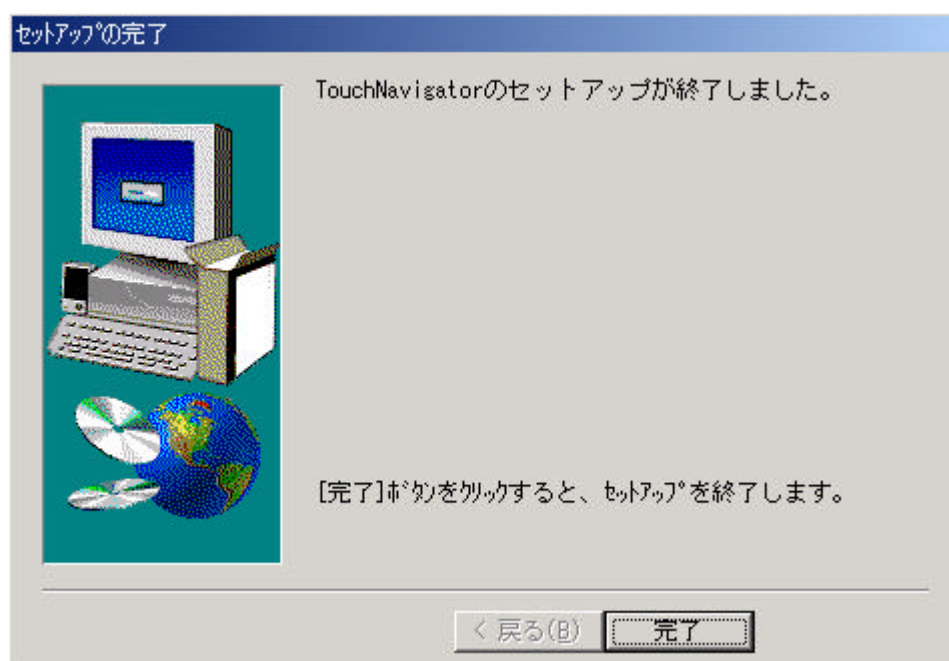 ｾｯﾄｱｯﾌﾟの完了
TouchNavigatorのセットアップが終了しました。
[完了]ﾎﾞﾀﾝをｸﾘｯｸすると、ｾｯﾄｱｯﾌﾟを終了します。
< 戻る(B)
完了